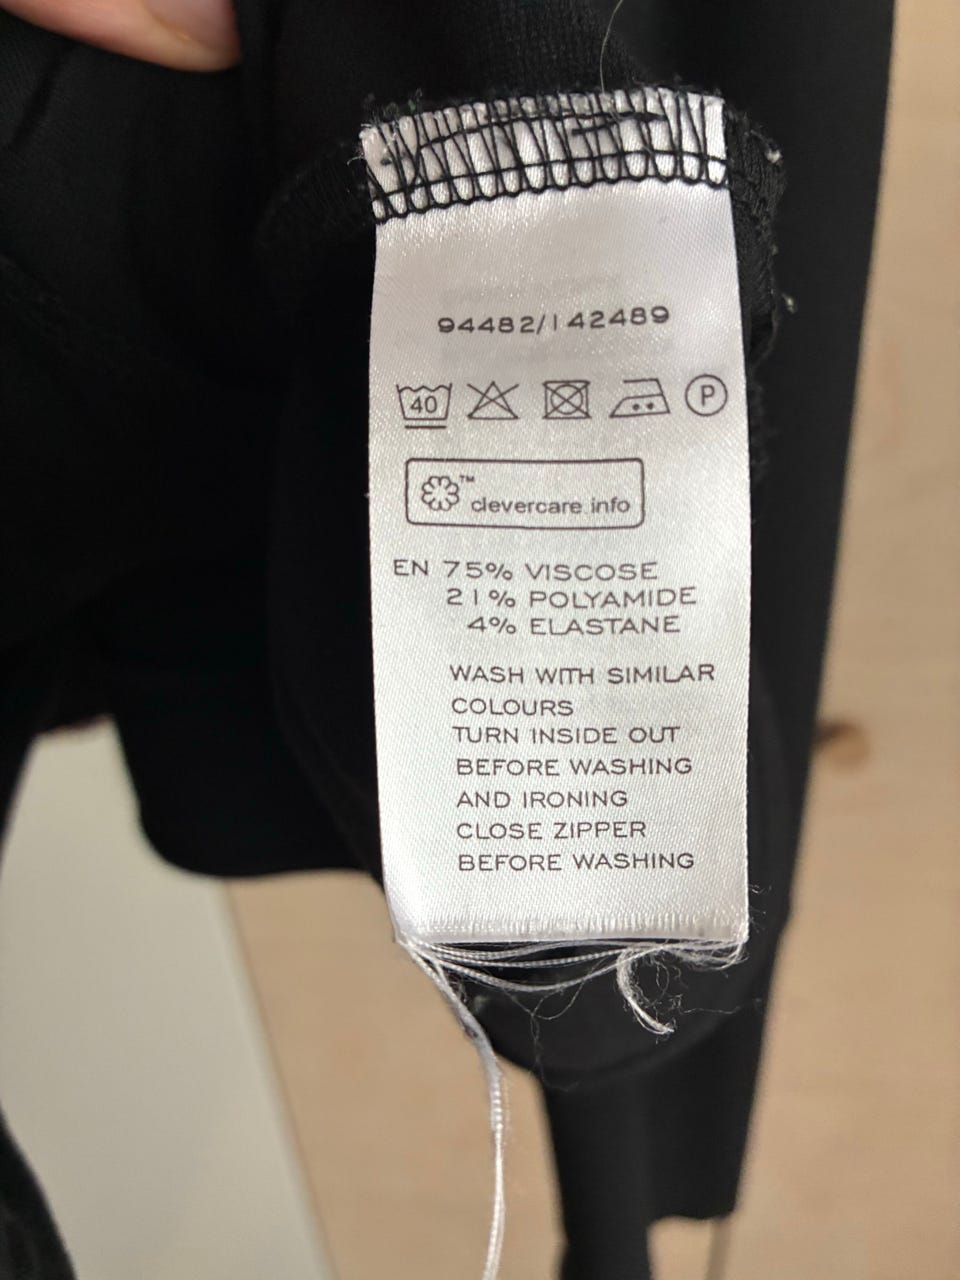 94482/142489
40 P
™ clevercare.info
EN 75% VISCOSE
21% POLYAMIDE
4% ELASTANE
WASH WITH SIMILAR
COLOURS
TURN INSIDE OUT
BEFORE WASHING
AND IRONING
CLOSE ZIPPER
BEFORE WASHING